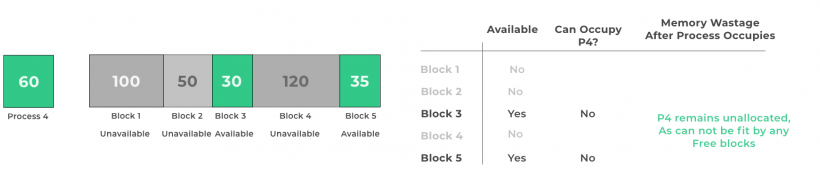 60
Process 4
100
50
30
120
35
Block 1
Block 2
Block 3
Block 4
Block 5
Unavailable
Unavailable
Available
Unavailable
Available
Available
Can Occupy
P4?
Memory Wastage
After Process Occupies
Block 1 No
Block 2 No
Block 3 Yes No
Block 4 No
Block 5 Yes No
P4 remains unallocated,
As can not be fit by any
Free blocks